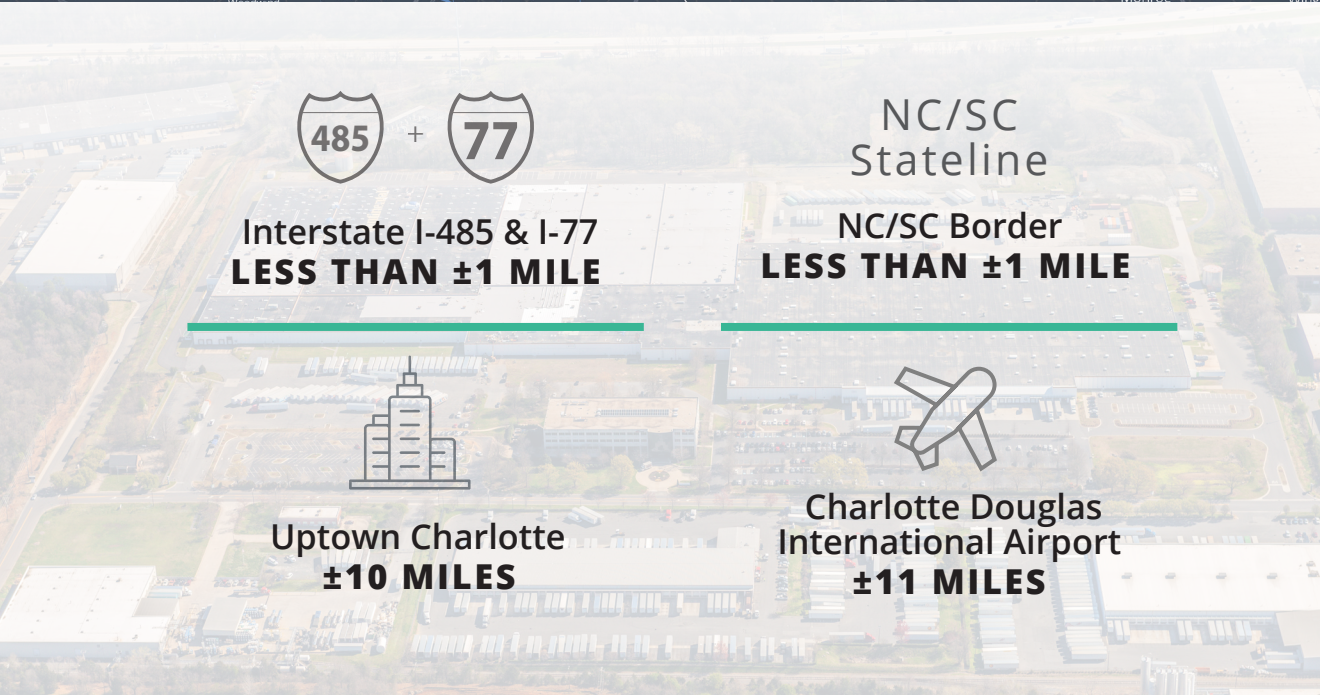 485 + 77
Interstate I-485 & I-77
LESS THAN ±1 MILE
NC/SC
Stateline
NC/SC Border
LESS THAN ±1 MILE
Uptown Charlotte
±10 MILES
Charlotte Douglas
International Airport
±11 MILES